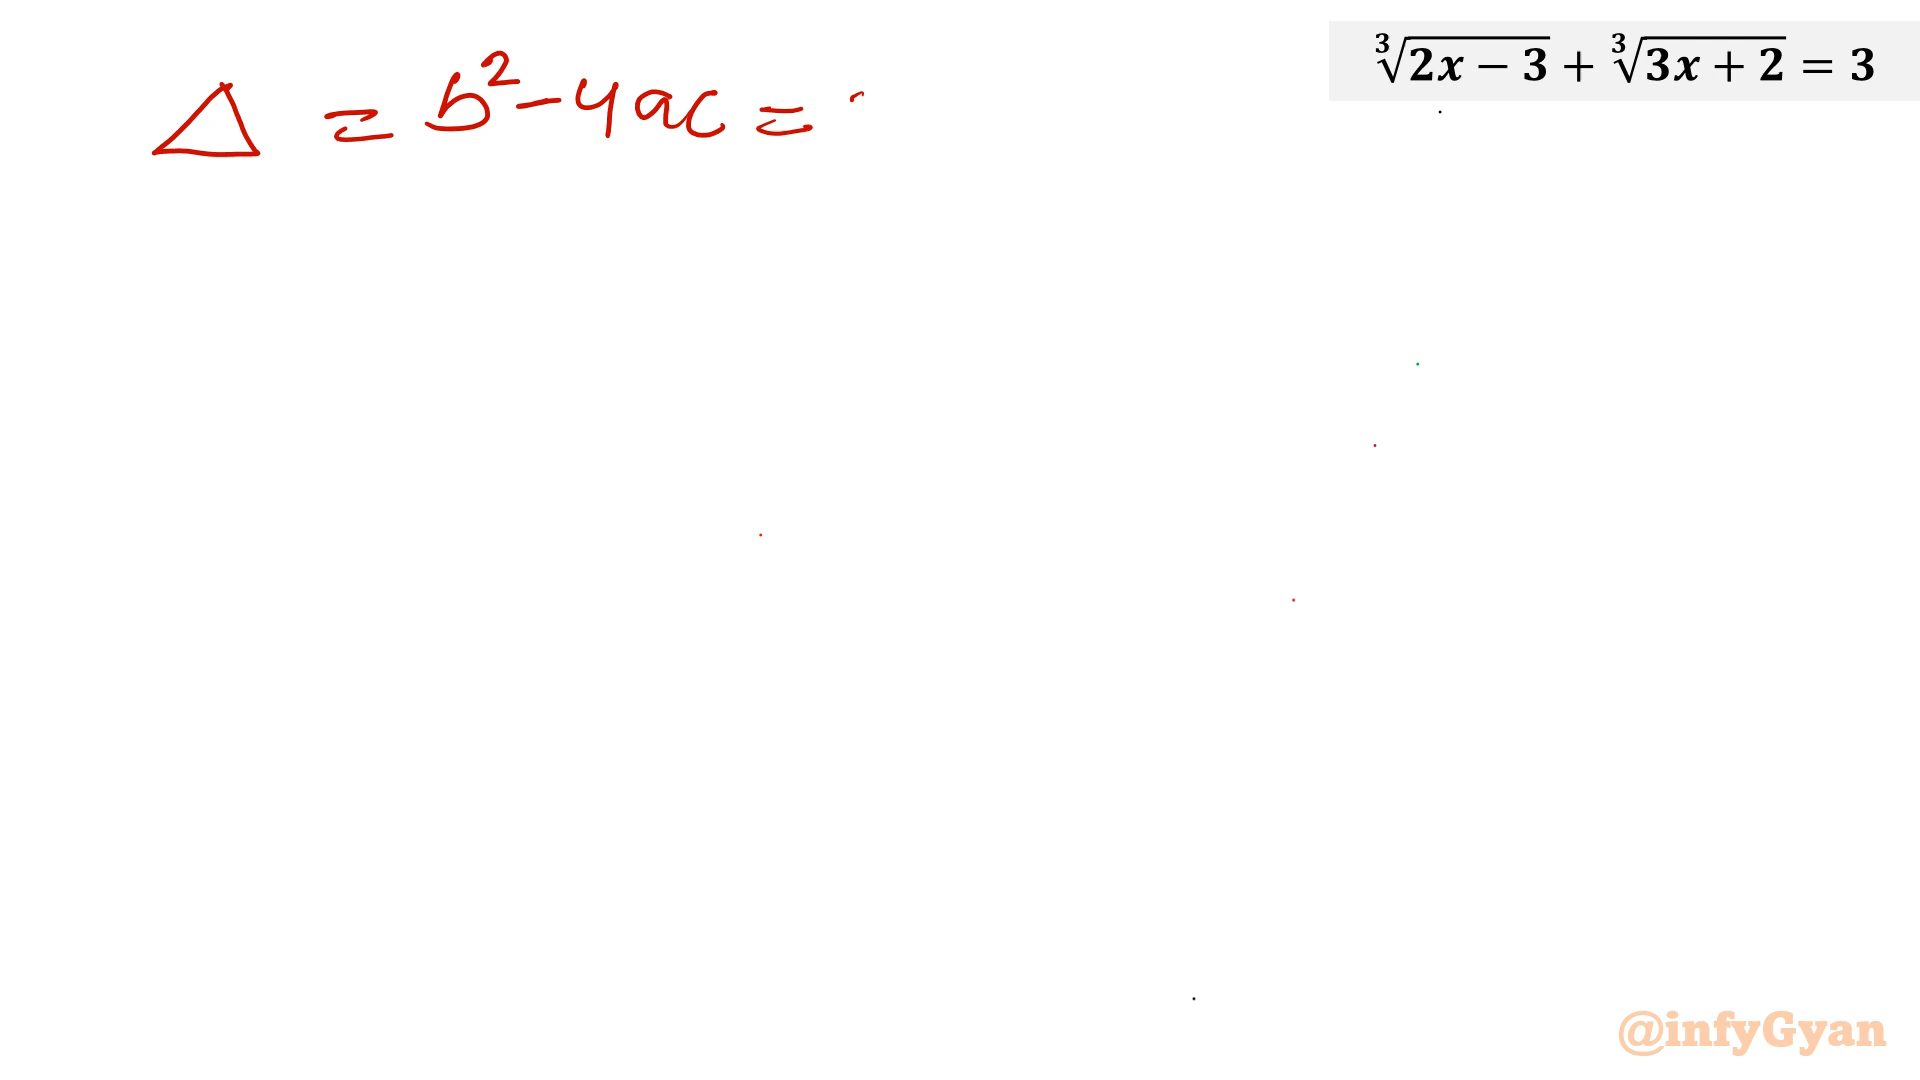 ∛(2x − 3) + ∛(3x + 2) = 3
Δ = b² − 4ac =
@infyGyan